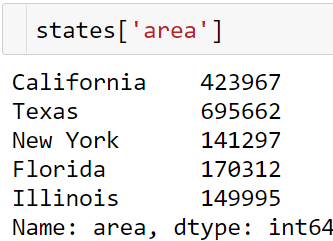 states['area']
California    423967
Texas         695662
New York      141297
Florida       170312
Illinois      149995
Name: area, dtype: int64